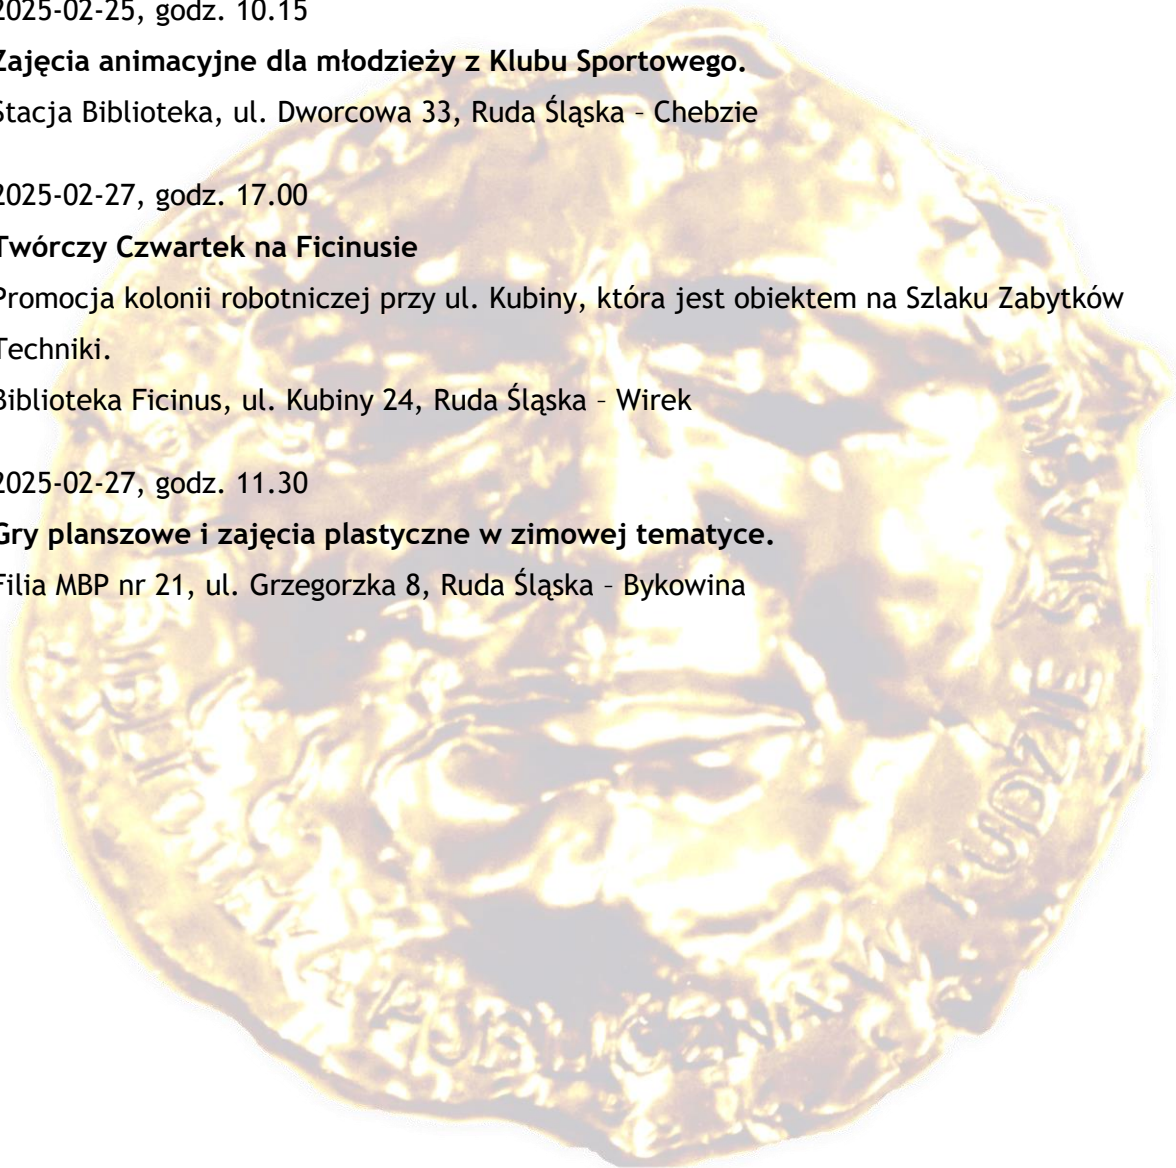 2025-02-25, godz. 10.15
Zajęcia animacyjne dla młodzieży z Klubu Sportowego.
Stacja Biblioteka, ul. Dworcowa 33, Ruda Śląska – Chebzie
2025-02-27, godz. 17.00
Twórczy Czwartek na Ficinusie
Promocja kolonii robotniczej przy ul. Kubiny, która jest obiektem na Szlaku Zabytków
Techniki.
Biblioteka Ficinus, ul. Kubiny 24, Ruda Śląska – Wirek
2025-02-27, godz. 11.30
Gry planszowe i zajęcia plastyczne w zimowej tematyce.
Filia MBP nr 21, ul. Grzegorzka 8, Ruda Śląska – Bykowina
PUBLICZNA W RUDZIE